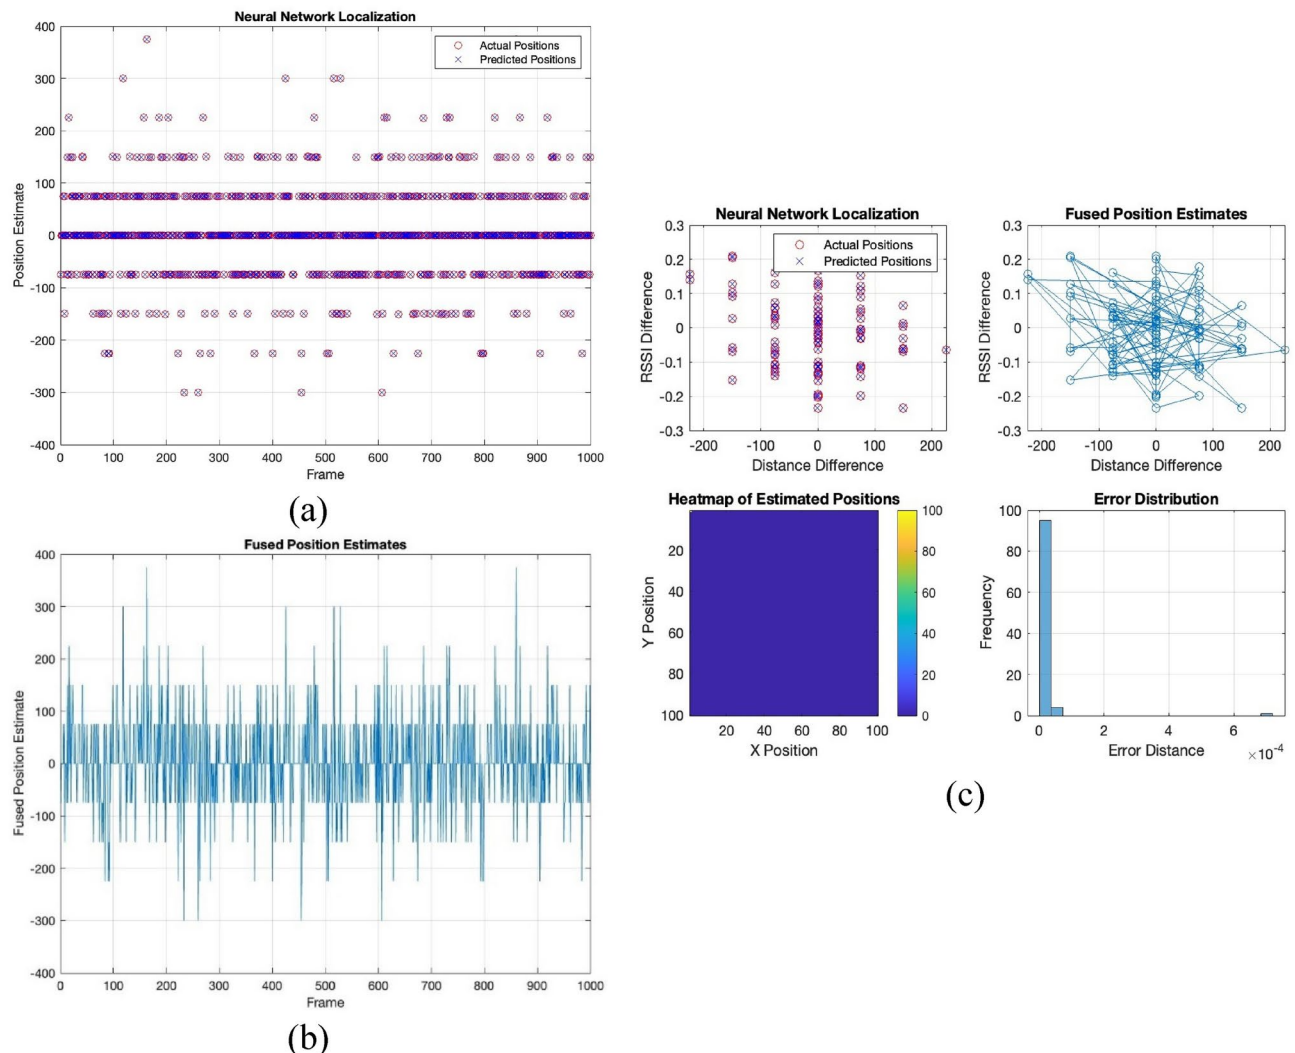 Neural Network Localization
400
300
200
100
0
-100
-200
-300
-400
Position Estimate
Actual Positions
Predicted Positions
0 100 200 300 400 500 600 700 800 900 1000
Frame
(a)
Fused Position Estimates
400
300
200
100
0
-100
-200
-300
-400
Fused Position Estimate
0 100 200 300 400 500 600 700 800 900 1000
Frame
(b)
Neural Network Localization
0.3
0.2
0.1
0
-0.1
-0.2
-0.3
RSSI Difference
Actual Positions
Predicted Positions
-200 -100 0 100 200
Distance Difference
Fused Position Estimates
0.3
0.2
0.1
0
-0.1
-0.2
-0.3
RSSI Difference
-200 -100 0 100 200
Distance Difference
Heatmap of Estimated Positions
20
40
60
80
100
Y Position
20 40 60 80 100
X Position
100
80
60
40
20
0
Error Distribution
100
80
60
40
20
0
Frequency
0 2 4 6
Error Distance
×10-4
(c)